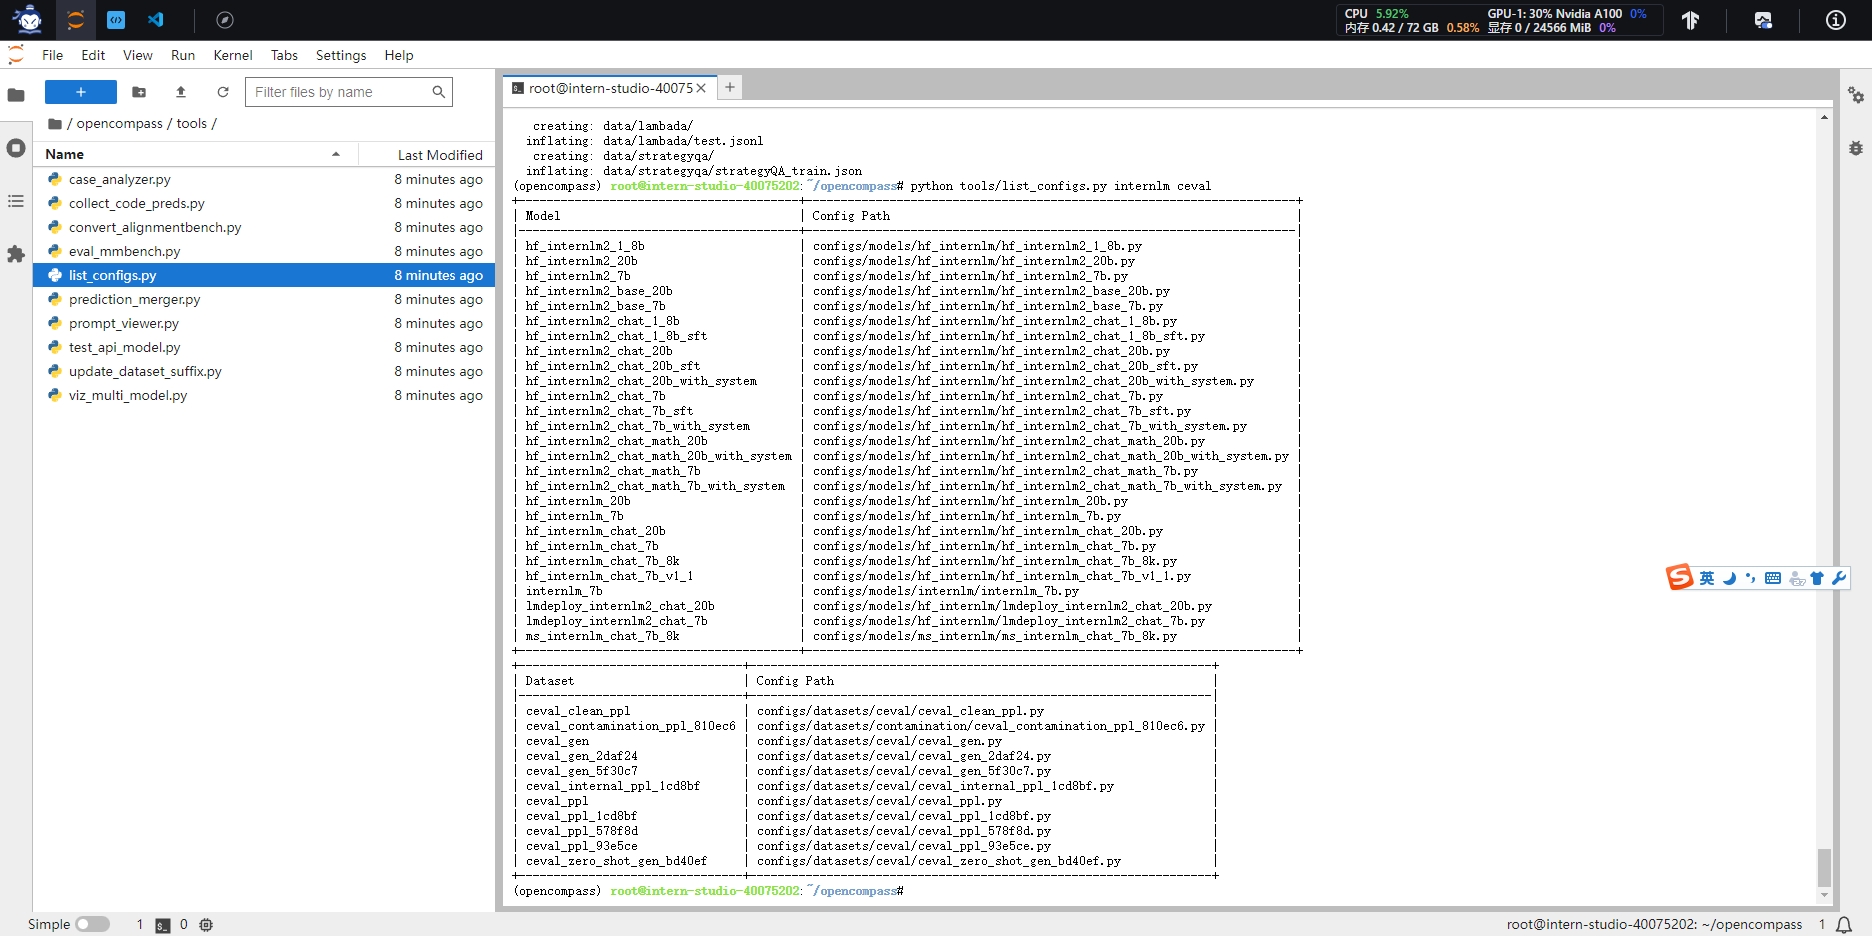 CPU 5.92% GPU-1: 30% Nvidia A100 0%
内存 0.42 / 72 GB 0.58% 显存 0 / 24566 MiB 0%
File Edit View Run Kernel Tabs Settings Help
+ Filter files by name
root@intern-studio-40075
/ opencompass / tools /
Name Last Modified
case_analyzer.py 8 minutes ago
collect_code_preds.py 8 minutes ago
convert_alignmentbench.py 8 minutes ago
eval_mmbench.py 8 minutes ago
list_configs.py 8 minutes ago
prediction_merger.py 8 minutes ago
prompt_viewer.py 8 minutes ago
test_api_model.py 8 minutes ago
update_dataset_suffix.py 8 minutes ago
viz_multi_model.py 8 minutes ago
creating: data/lambada/
inflating: data/lambada/test.jsonl
creating: data/strategyqa/
inflating: data/strategyqa/strategyQA_train.json
(opencompass) root@intern-studio-40075202:~/opencompass# python tools/list_configs.py internlm ceval
| Model | Config Path |
| hf_internlm2_1_8b | configs/models/hf_internlm/hf_internlm2_1_8b.py |
| hf_internlm2_20b | configs/models/hf_internlm/hf_internlm2_20b.py |
| hf_internlm2_7b | configs/models/hf_internlm/hf_internlm2_7b.py |
| hf_internlm2_base_20b | configs/models/hf_internlm/hf_internlm2_base_20b.py |
| hf_internlm2_base_7b | configs/models/hf_internlm/hf_internlm2_base_7b.py |
| hf_internlm2_chat_1_8b | configs/models/hf_internlm/hf_internlm2_chat_1_8b.py |
| hf_internlm2_chat_1_8b_sft | configs/models/hf_internlm/hf_internlm2_chat_1_8b_sft.py |
| hf_internlm2_chat_20b | configs/models/hf_internlm/hf_internlm2_chat_20b.py |
| hf_internlm2_chat_20b_sft | configs/models/hf_internlm/hf_internlm2_chat_20b_sft.py |
| hf_internlm2_chat_20b_with_system | configs/models/hf_internlm/hf_internlm2_chat_20b_with_system.py |
| hf_internlm2_chat_7b | configs/models/hf_internlm/hf_internlm2_chat_7b.py |
| hf_internlm2_chat_7b_sft | configs/models/hf_internlm/hf_internlm2_chat_7b_sft.py |
| hf_internlm2_chat_7b_with_system | configs/models/hf_internlm/hf_internlm2_chat_7b_with_system.py |
| hf_internlm2_chat_math_20b | configs/models/hf_internlm/hf_internlm2_chat_math_20b.py |
| hf_internlm2_chat_math_20b_with_system | configs/models/hf_internlm/hf_internlm2_chat_math_20b_with_system.py |
| hf_internlm2_chat_math_7b | configs/models/hf_internlm/hf_internlm2_chat_math_7b.py |
| hf_internlm2_chat_math_7b_with_system | configs/models/hf_internlm/hf_internlm2_chat_math_7b_with_system.py |
| hf_internlm_20b | configs/models/hf_internlm/hf_internlm_20b.py |
| hf_internlm_7b | configs/models/hf_internlm/hf_internlm_7b.py |
| hf_internlm_chat_20b | configs/models/hf_internlm/hf_internlm_chat_20b.py |
| hf_internlm_chat_7b | configs/models/hf_internlm/hf_internlm_chat_7b.py |
| hf_internlm_chat_7b_8k | configs/models/hf_internlm/hf_internlm_chat_7b_8k.py |
| hf_internlm_chat_7b_v1_1 | configs/models/hf_internlm/hf_internlm_chat_7b_v1_1.py |
| internlm_7b | configs/models/internlm/internlm_7b.py |
| lmdeploy_internlm2_chat_20b | configs/models/hf_internlm/lmdeploy_internlm2_chat_20b.py |
| lmdeploy_internlm2_chat_7b | configs/models/hf_internlm/lmdeploy_internlm2_chat_7b.py |
| ms_internlm_chat_7b_8k | configs/models/ms_internlm/ms_internlm_chat_7b_8k.py |
| Dataset | Config Path |
| ceval_clean_ppl | configs/datasets/ceval/ceval_clean_ppl.py |
| ceval_contamination_ppl_810ec6 | configs/datasets/contamination/ceval_contamination_ppl_810ec6.py |
| ceval_gen | configs/datasets/ceval/ceval_gen.py |
| ceval_gen_2daf24 | configs/datasets/ceval/ceval_gen_2daf24.py |
| ceval_gen_5f30c7 | configs/datasets/ceval/ceval_gen_5f30c7.py |
| ceval_internal_ppl_1cd8bf | configs/datasets/ceval/ceval_internal_ppl_1cd8bf.py |
| ceval_ppl | configs/datasets/ceval/ceval_ppl.py |
| ceval_ppl_1cd8bf | configs/datasets/ceval/ceval_ppl_1cd8bf.py |
| ceval_ppl_578f8d | configs/datasets/ceval/ceval_ppl_578f8d.py |
| ceval_ppl_93e5ce | configs/datasets/ceval/ceval_ppl_93e5ce.py |
| ceval_zero_shot_gen_bd40ef | configs/datasets/ceval/ceval_zero_shot_gen_bd40ef.py |
(opencompass) root@intern-studio-40075202:~/opencompass#
S 英
Simple 1 0 root@intern-studio-40075202: ~/opencompass 1